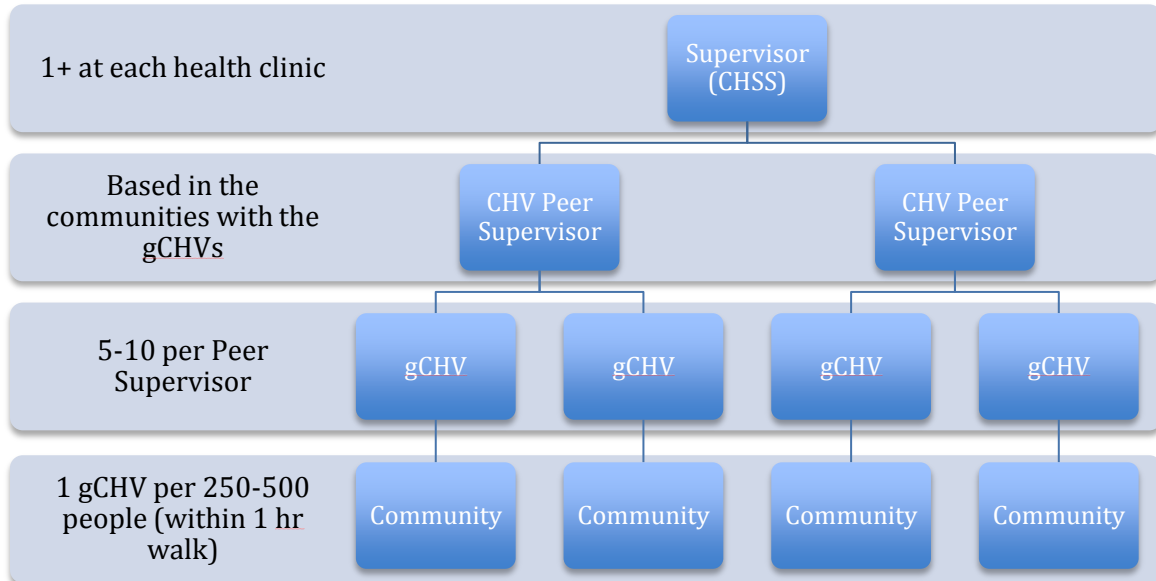 1+ at each health clinic
Supervisor
(CHSS)
Based in the
communities with the
gCHVs
CHV Peer
Supervisor
CHV Peer
Supervisor
5-10 per Peer
Supervisor
gCHV
gCHV
gCHV
gCHV
1 gCHV per 250-500
people (within 1 hr
walk)
Community
Community
Community
Community